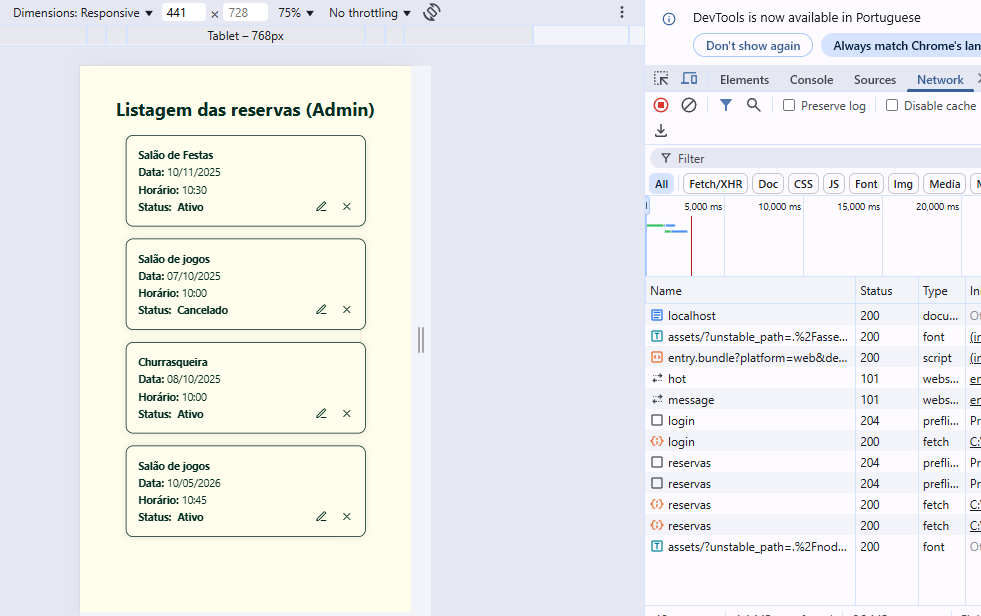 Dimensions: Responsive 441 × 728 75% No throttling
Tablet – 768px
Listagem das reservas (Admin)
Salão de Festas
Data: 10/11/2025
Horário: 10:30
Status: Ativo
Salão de jogos
Data: 07/10/2025
Horário: 10:00
Status: Cancelado
Churrasqueira
Data: 08/10/2025
Horário: 10:00
Status: Ativo
Salão de jogos
Data: 10/05/2026
Horário: 10:45
Status: Ativo
DevTools is now available in Portuguese
Don't show again Always match Chrome's lan
Elements Console Sources Network
Preserve log Disable cache
Filter
All Fetch/XHR Doc CSS JS Font Img Media
5,000 ms 10,000 ms 15,000 ms 20,000 ms
Name Status Type In
localhost 200 docu... Ot
assets/?unstable_path=.%2Fasse... 200 font (in
entry.bundle?platform=web&de... 200 script (in
hot 101 webs... en
message 101 webs... en
login 204 prefli... Pr
login 200 fetch C:\
reservas 204 prefli... Pr
reservas 204 prefli... Pr
reservas 200 fetch C:\
reservas 200 fetch C:\
assets/?unstable_path=.%2Fnod... 200 font Ot